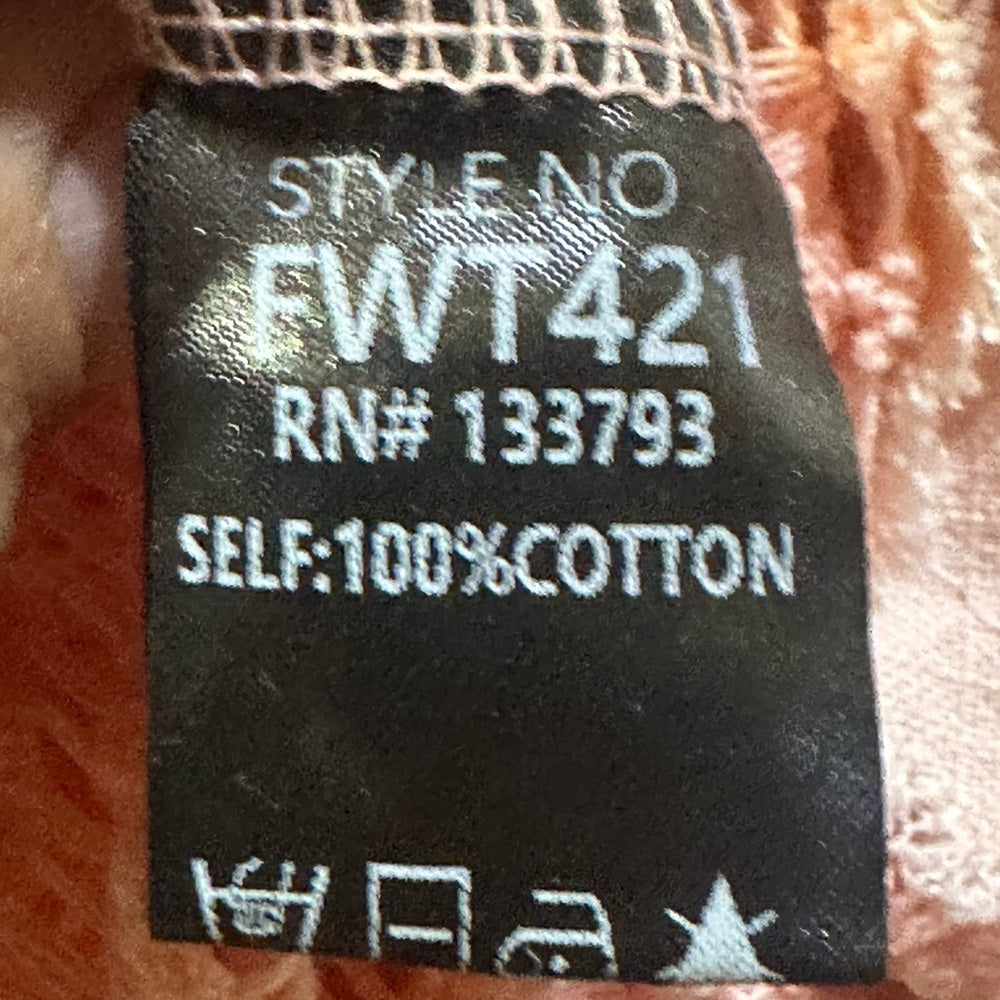 STYLE NO
FWT421
RN# 133793
SELF:100%COTTON